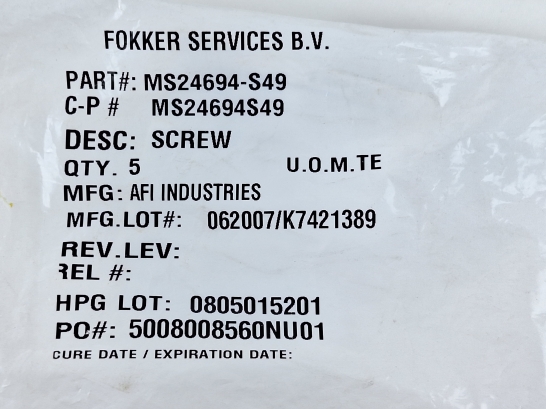 FOKKER SERVICES B.V.
PART#: MS24694-S49
C-P # MS24694S49
DESC: SCREW
QTY. 5 U.O.M.TE
MFG: AFI INDUSTRIES
MFG.LOT#: 062007/K7421389
REV.LEV:
REL #:
HPG LOT: 0805015201
PO#: 5008008560NU01
CURE DATE / EXPIRATION DATE: